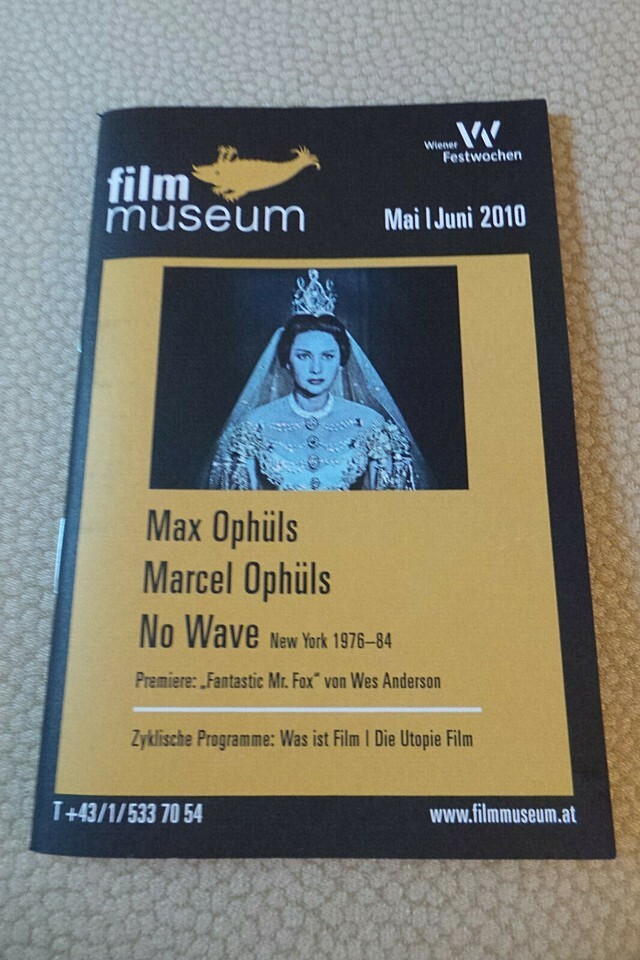 film
museum
Wiener
Festwochen
Mai | Juni 2010
Max Ophüls
Marcel Ophüls
No Wave New York 1976–84
Premiere: „Fantastic Mr. Fox“ von Wes Anderson
Zyklische Programme: Was ist Film | Die Utopie Film
T +43/1/533 70 54
www.filmmuseum.at